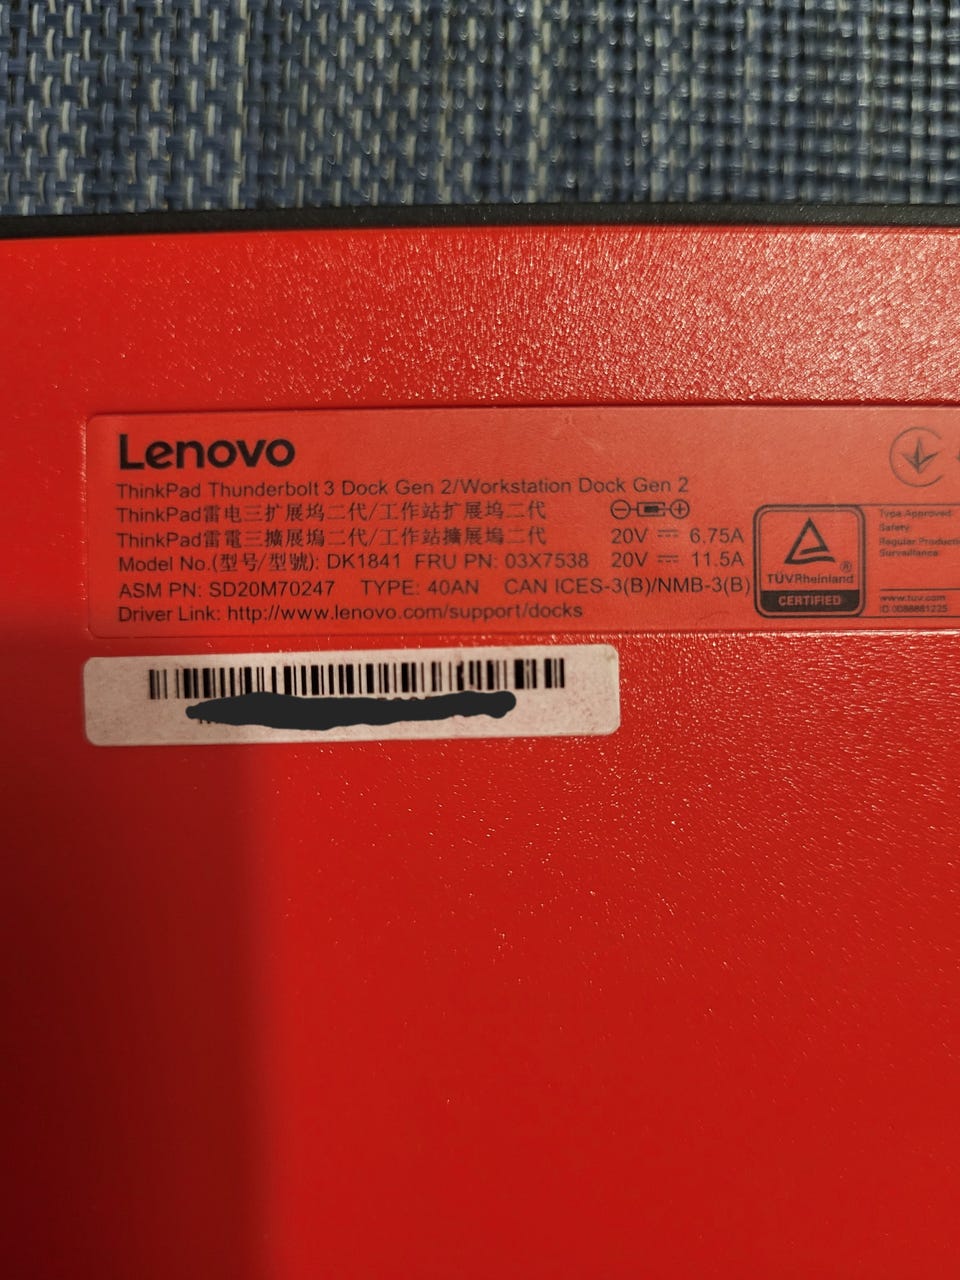 Lenovo
ThinkPad Thunderbolt 3 Dock Gen 2/Workstation Dock Gen 2
ThinkPad雷电三扩展坞二代/工作站扩展坞二代
ThinkPad雷電三擴展塢二代/工作站擴展塢二代 20V ⎓ 6.75A
Model No.(型号/型號): DK1841 FRU PN: 03X7538 20V ⎓ 11.5A
ASM PN: SD20M70247 TYPE: 40AN CAN ICES-3(B)/NMB-3(B)
Driver Link: http://www.lenovo.com/support/docks
TÜVRheinland®
CERTIFIED
Type Approved
Safety
Regular Production
Surveillance
www.tuv.com